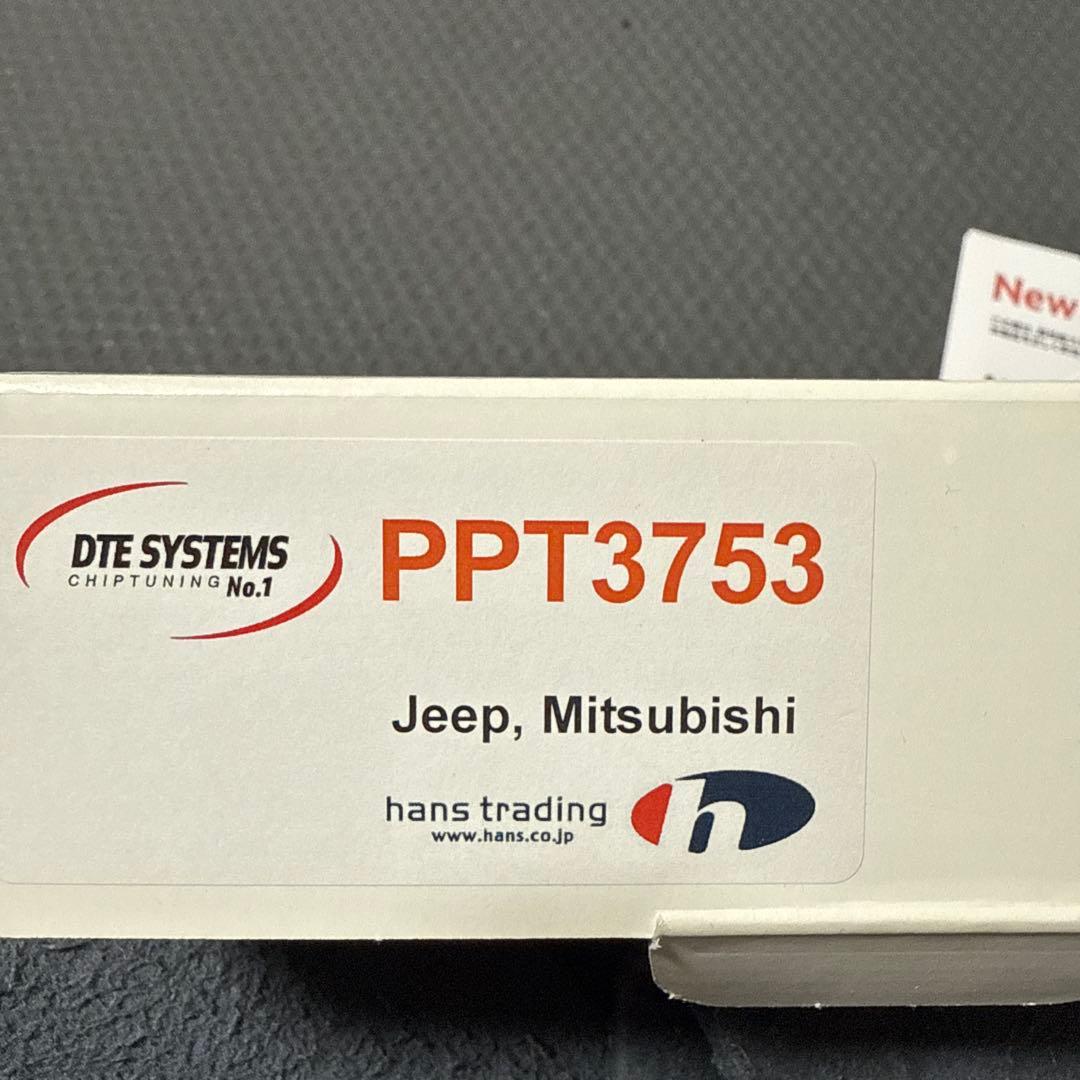 New
DTE SYSTEMS
CHIPTUNING No.1
PPT3753
Jeep, Mitsubishi
hans trading
www.hans.co.jp
h